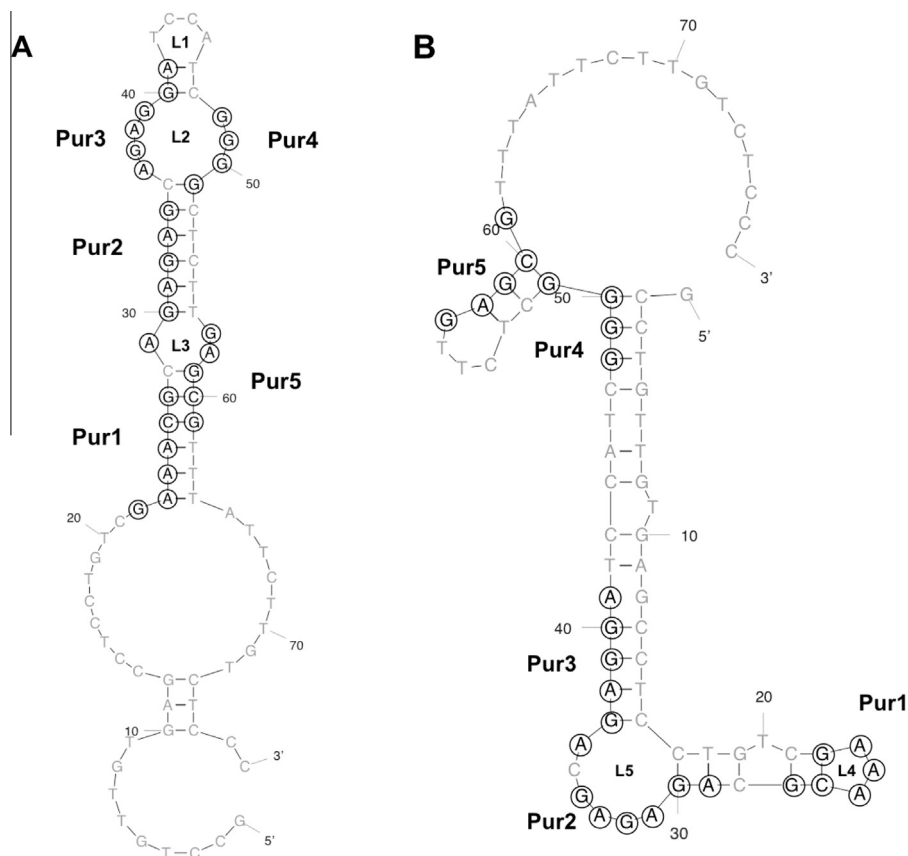 A
C C
T L1 A
A T
40 G C
G G
Pur3 A L2 G Pur4
G G
A 50
C G
G C
A T
Pur2
G C
A T
30 G T
A G
L3 A
C G
Pur5
G C 60
C G
Pur1
A T
A T
A T
G A
C T
20 T T
G C
T T
C T
C G 70
T T
C C
C G C
A T
10
T G C C
G 3'
T
T G
G T C C 5'
B
70
T T C T T
A G
T T
T C
T T
T C
G C
60 C C
3'
Pur5
G G G C G
A 50 5'
G C G C
T T Pur4 G T
T C C G
T T
A T
C G
T
C G 10
T A
A G
40 G C
G C
Pur3
A T
G C
20
Pur1
A C T G T C G A
C L5 L4 A
G G A C G C A
Pur2 A G A 30